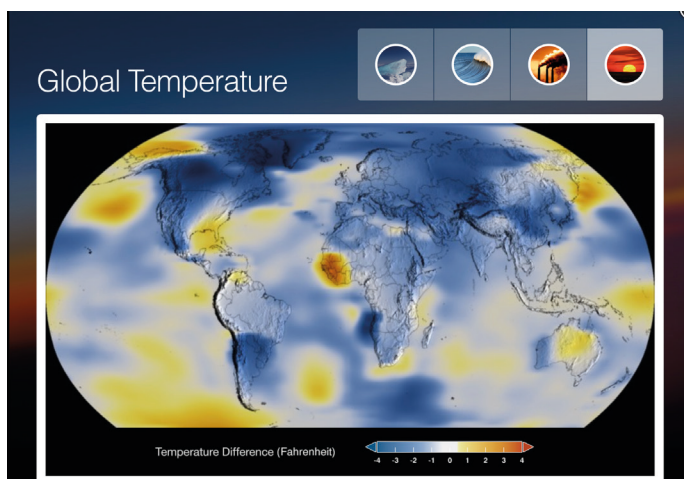 Global Temperature
Temperature Difference (Fahrenheit)
-4 -3 -2 -1 0 1 2 3 4